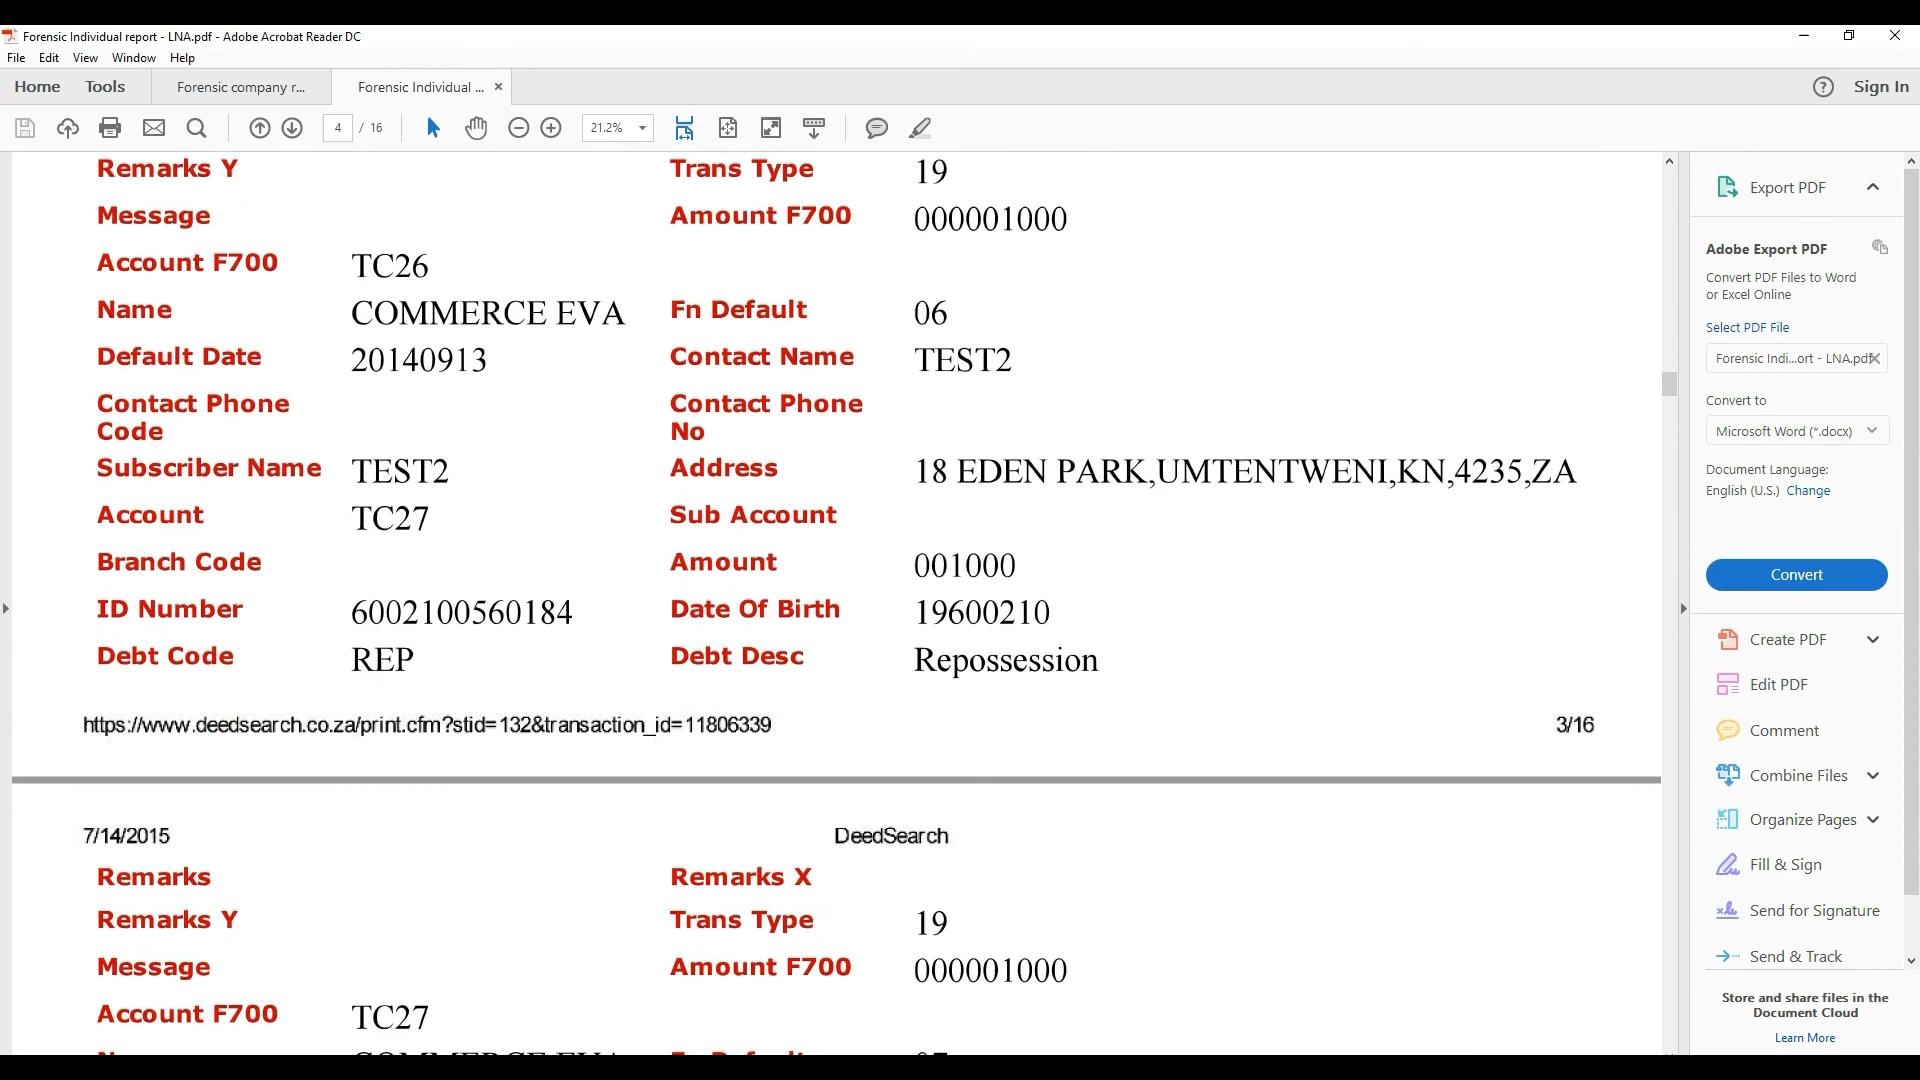 Forensic Individual report - LNA.pdf - Adobe Acrobat Reader DC
File Edit View Window Help
Home Tools Forensic company r... Forensic Individual ... Sign In
4 / 16 21.2%
Remarks Y Trans Type 19
Message Amount F700 000001000
Account F700 TC26
Name COMMERCE EVA Fn Default 06
Default Date 20140913 Contact Name TEST2
Contact Phone Contact Phone
Code No
Subscriber Name TEST2 Address 18 EDEN PARK,UMTENTWENI,KN,4235,ZA
Account TC27 Sub Account
Branch Code Amount 001000
ID Number 6002100560184 Date Of Birth 19600210
Debt Code REP Debt Desc Repossession
https://www.deedsearch.co.za/print.cfm?stid=132&transaction_id=11806339 3/16
7/14/2015 DeedSearch
Remarks Remarks X
Remarks Y Trans Type 19
Message Amount F700 000001000
Account F700 TC27
Export PDF
Adobe Export PDF
Convert PDF Files to Word
or Excel Online
Select PDF File
Forensic Indi...ort - LNA.pdf
Convert to
Microsoft Word (*.docx)
Document Language:
English (U.S.) Change
Convert
Create PDF
Edit PDF
Comment
Combine Files
Organize Pages
Fill & Sign
Send for Signature
Send & Track
Store and share files in the
Document Cloud
Learn More